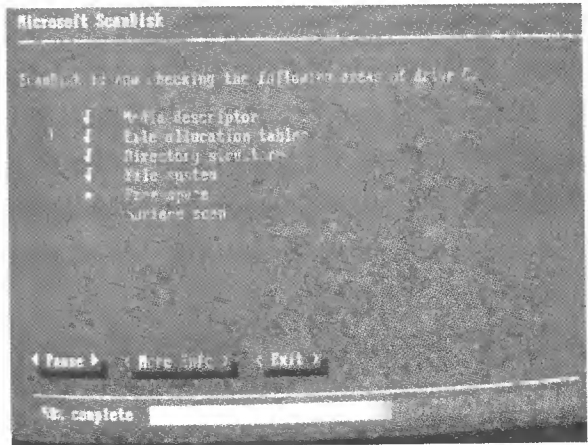 Microsoft ScanDisk
ScanDisk is now checking the following areas of drive C:
√ Media descriptor
√ File allocation tables
√ Directory structure
√ File system
Free space
Surface scan
‹ Pause › ‹ More Info › ‹ Exit ›
complete